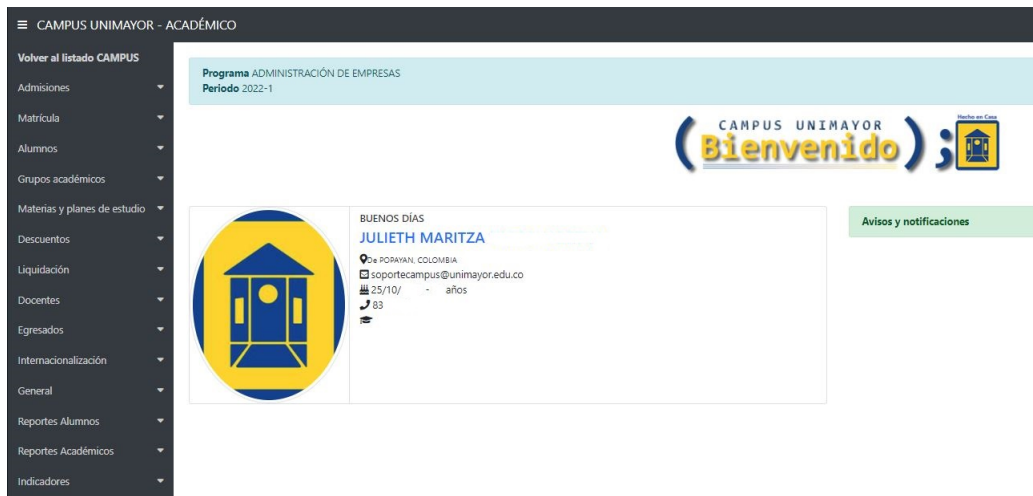 ≡ CAMPUS UNIMAYOR - ACADÉMICO
Volver al listado CAMPUS
Admisiones
Matrícula
Alumnos
Grupos académicos
Materias y planes de estudio
Descuentos
Liquidación
Docentes
Egresados
Internacionalización
General
Reportes Alumnos
Reportes Académicos
Indicadores
Programa ADMINISTRACIÓN DE EMPRESAS
Periodo 2022-1
CAMPUS UNIMAYOR
(Bienvenido);
Hecho en Casa
BUENOS DÍAS
JULIETH MARITZA
De POPAYAN, COLOMBIA
soportecampus@unimayor.edu.co
25/10/ - años
83
Avisos y notificaciones